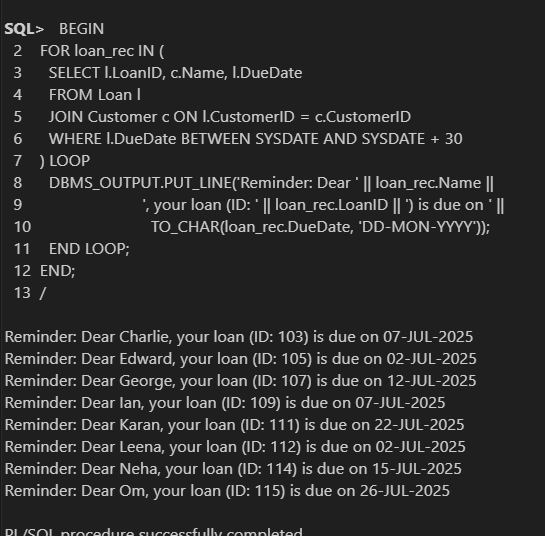 SQL> BEGIN
2 FOR loan_rec IN (
3 SELECT l.LoanID, c.Name, l.DueDate
4 FROM Loan l
5 JOIN Customer c ON l.CustomerID = c.CustomerID
6 WHERE l.DueDate BETWEEN SYSDATE AND SYSDATE + 30
7 ) LOOP
8 DBMS_OUTPUT.PUT_LINE('Reminder: Dear ' || loan_rec.Name ||
9 ', your loan (ID: ' || loan_rec.LoanID || ') is due on ' ||
10 TO_CHAR(loan_rec.DueDate, 'DD-MON-YYYY'));
11 END LOOP;
12 END;
13 /
Reminder: Dear Charlie, your loan (ID: 103) is due on 07-JUL-2025
Reminder: Dear Edward, your loan (ID: 105) is due on 02-JUL-2025
Reminder: Dear George, your loan (ID: 107) is due on 12-JUL-2025
Reminder: Dear Ian, your loan (ID: 109) is due on 07-JUL-2025
Reminder: Dear Karan, your loan (ID: 111) is due on 22-JUL-2025
Reminder: Dear Leena, your loan (ID: 112) is due on 02-JUL-2025
Reminder: Dear Neha, your loan (ID: 114) is due on 15-JUL-2025
Reminder: Dear Om, your loan (ID: 115) is due on 26-JUL-2025
PL/SQL procedure successfully completed